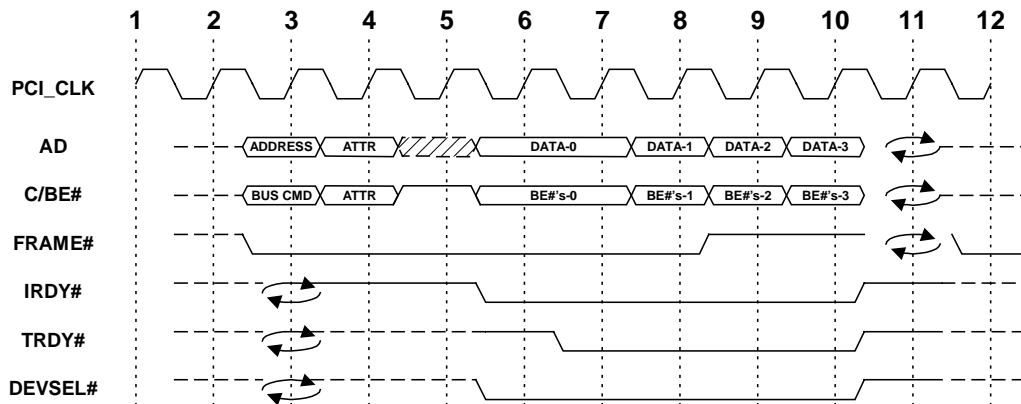 1 2 3 4 5 6 7 8 9 10 11 12
PCI_CLK
AD ADDRESS ATTR DATA-0 DATA-1 DATA-2 DATA-3
C/BE# BUS CMD ATTR BE#'s-0 BE#'s-1 BE#'s-2 BE#'s-3
FRAME#
IRDY#
TRDY#
DEVSEL#